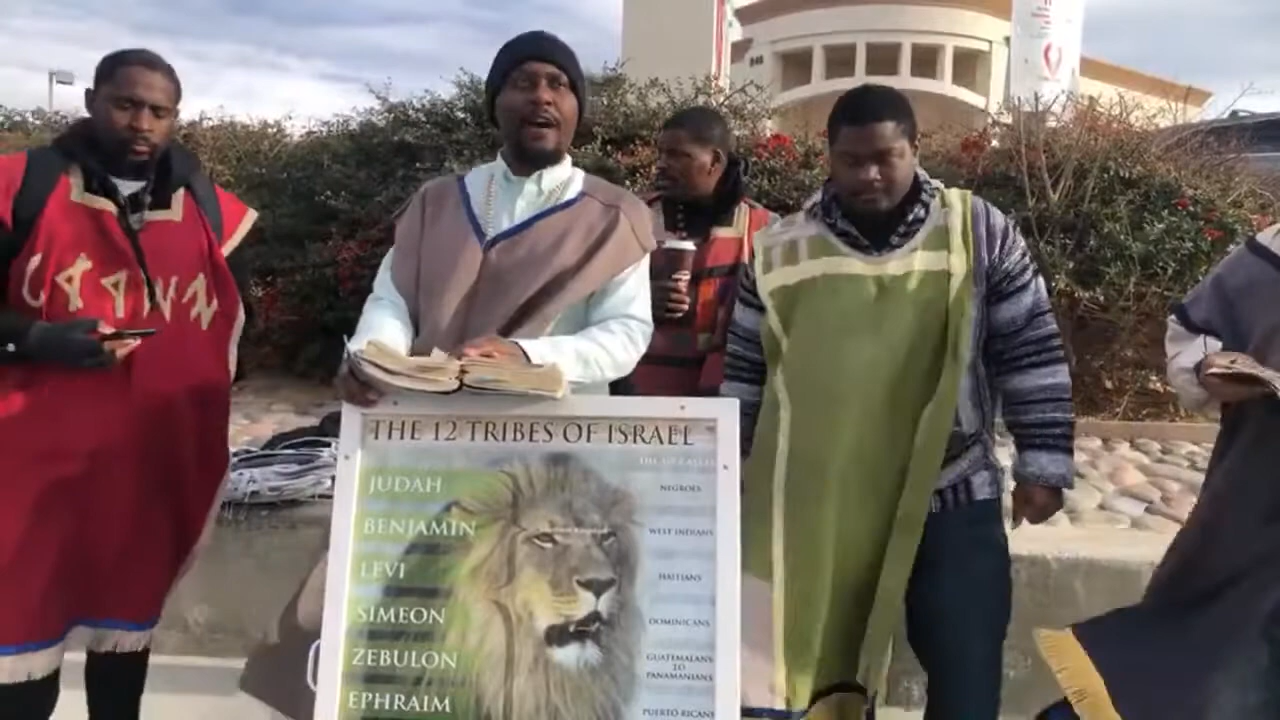 THE 12 TRIBES OF ISRAEL
JUDAH
NEGROES
BENJAMIN
WEST INDIANS
LEVI
HAITIANS
SIMEON
DOMINICANS
ZEBULON
GUATEMALANS
TO
PANAMANIANS
EPHRAIM
PUERTO RICANS